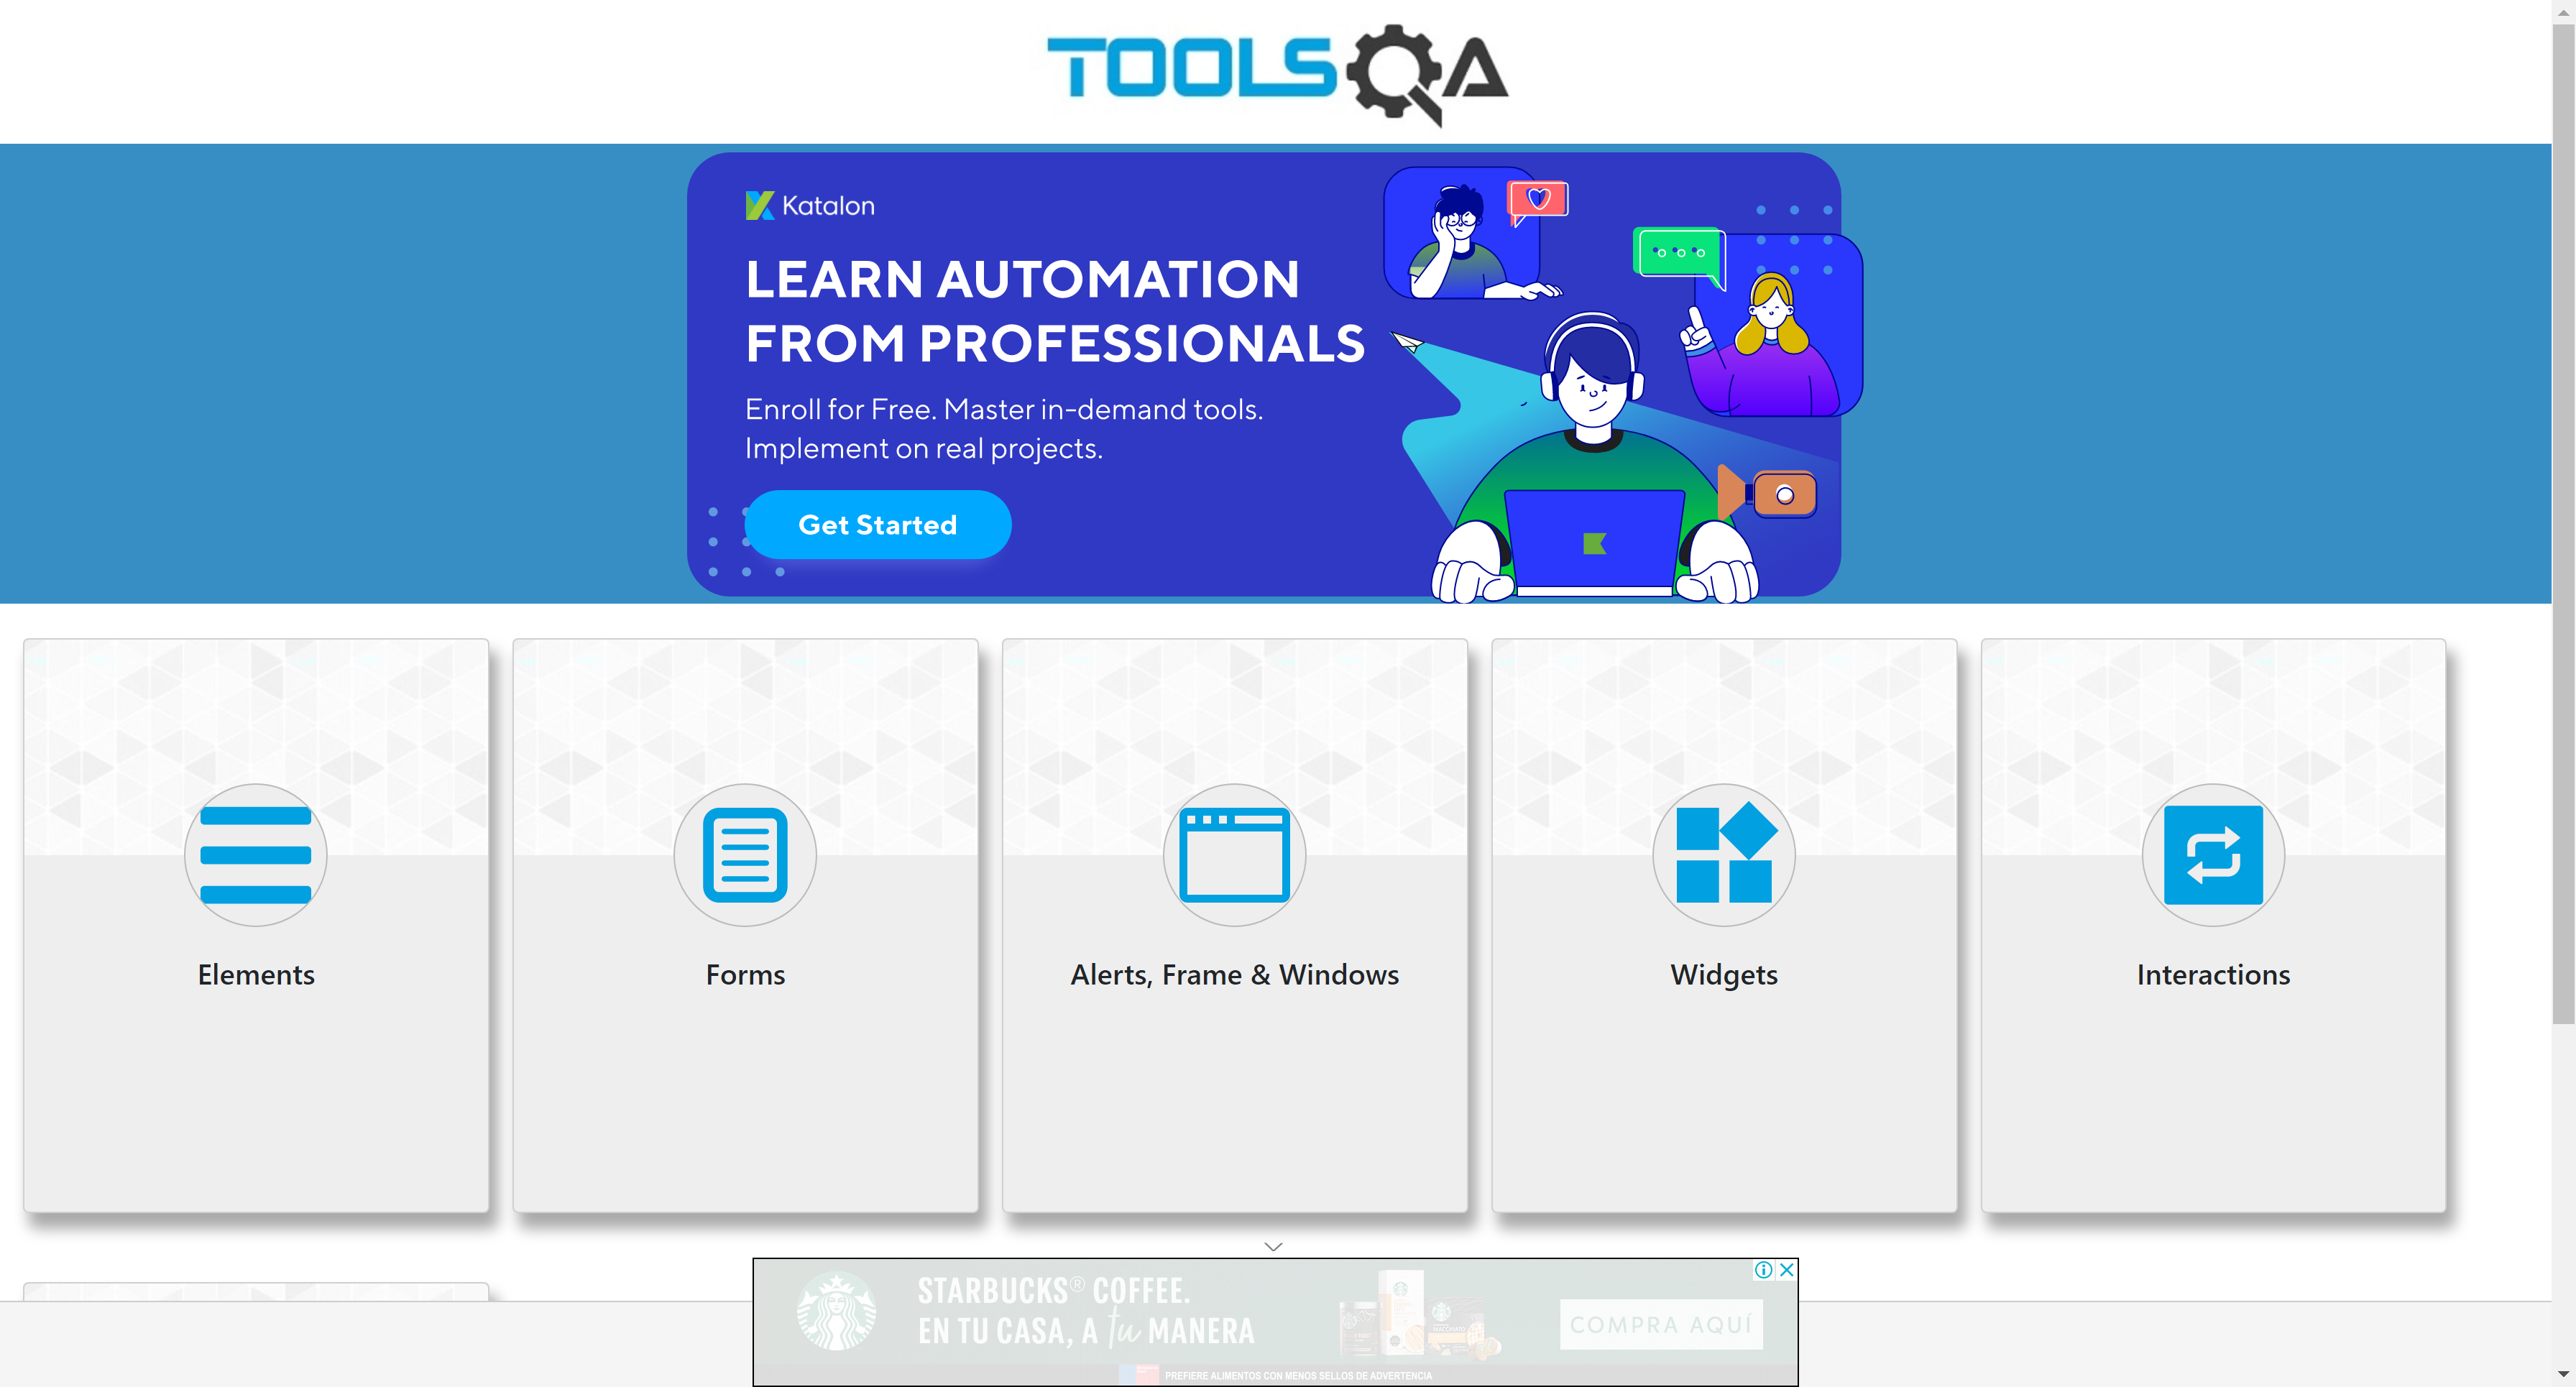 TOOLSQA
Katalon
LEARN AUTOMATION
FROM PROFESSIONALS
Enroll for Free. Master in-demand tools.
Implement on real projects.
Get Started
Elements
Forms
Alerts, Frame & Windows
Widgets
Interactions
STARBUCKS® COFFEE.
EN TU CASA, A tu MANERA
COMPRA AQUÍ
PREFIERE ALIMENTOS CON MENOS SELLOS DE ADVERTENCIA